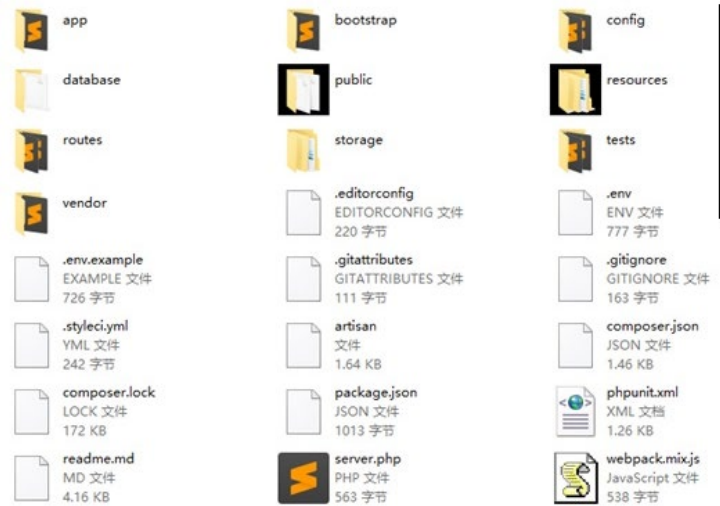 app
bootstrap
config
database
public
resources
routes
storage
tests
vendor
.editorconfig
EDITORCONFIG 文件
220 字节
.env
ENV 文件
777 字节
.env.example
EXAMPLE 文件
726 字节
.gitattributes
GITATTRIBUTES 文件
111 字节
.gitignore
GITIGNORE 文件
163 字节
.styleci.yml
YML 文件
242 字节
artisan
文件
1.64 KB
composer.json
JSON 文件
1.46 KB
composer.lock
LOCK 文件
172 KB
package.json
JSON 文件
1013 字节
phpunit.xml
XML 文档
1.26 KB
readme.md
MD 文件
4.16 KB
server.php
PHP 文件
563 字节
webpack.mix.js
JavaScript 文件
538 字节